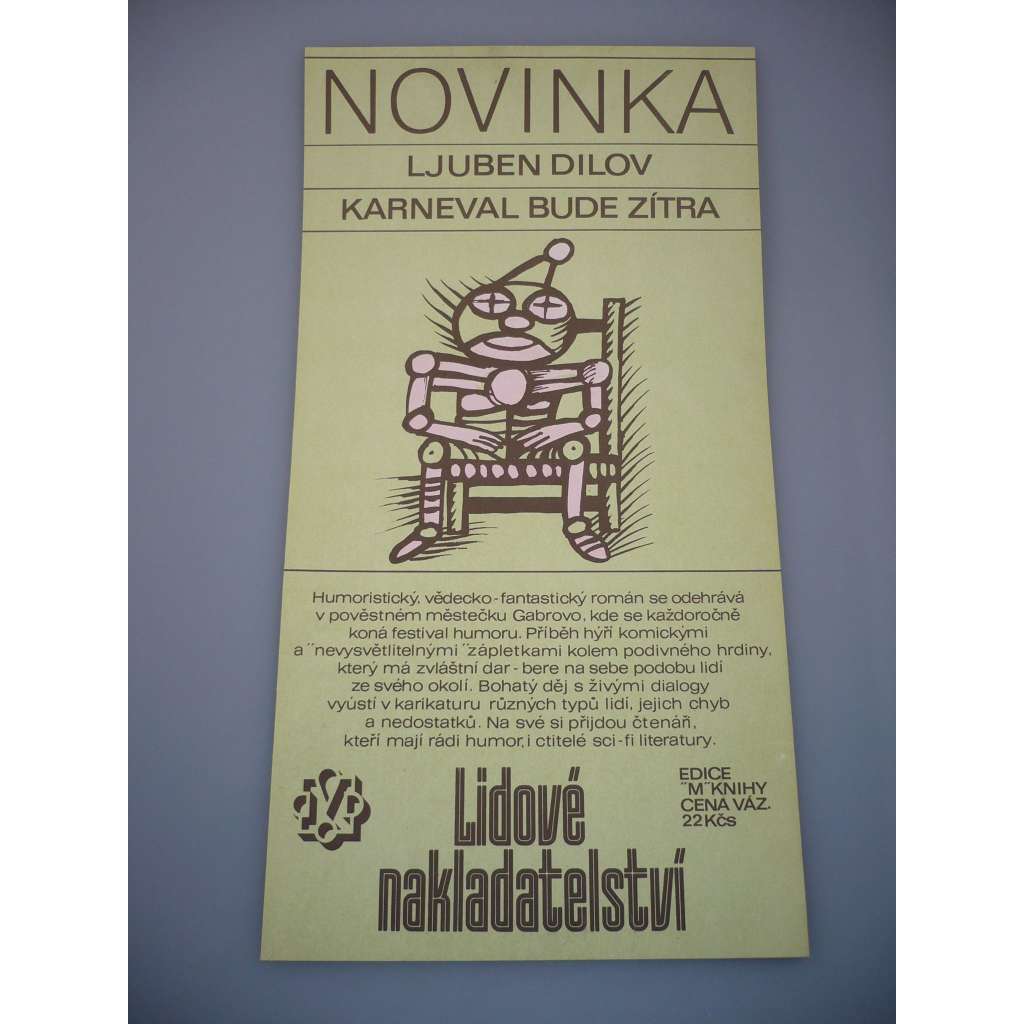 NOVINKA
LJUBEN DILOV
KARNEVAL BUDE ZÍTRA
Humoristický, vědecko-fantastický román se odehrává
v pověstném městečku Gabrovo, kde se každoročně
koná festival humoru. Příběh hýří komickými
a "nevysvětlitelnými "zápletkami kolem podivného hrdiny,
který má zvláštní dar - bere na sebe podobu lidí
ze svého okolí. Bohatý děj s živými dialogy
vyústí v karikaturu různých typů lidí, jejich chyb
a nedostatků. Na své si přijdou čtenáři,
kteří mají rádi humor, i ctitelé sci-fi literatury.
Lidové
nakladatelství
EDICE
"M" KNIHY
CENA VÁZ.
22 Kčs